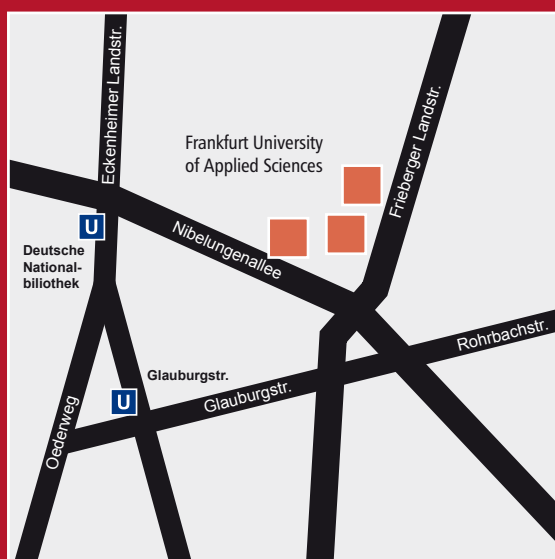 Eckenheimer Landstr.
Frankfurt University
of Applied Sciences
Frieberger Landstr.
U
Deutsche
National-
bibliothek
Nibelungenallee
Rohrbachstr.
Glauburgstr.
U
Glauburgstr.
Oederweg